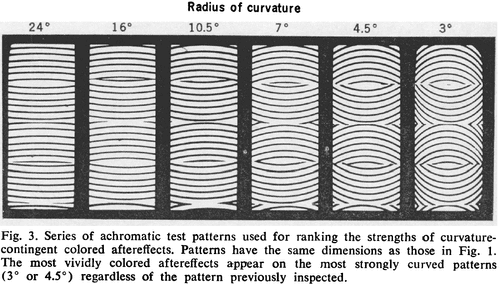 Radius of curvature
24° 16° 10.5° 7° 4.5° 3°
Fig. 3. Series of achromatic test patterns used for ranking the strengths of curvature-
contingent colored aftereffects. Patterns have the same dimensions as those in Fig. 1.
The most vividly colored aftereffects appear on the most strongly curved patterns
(3° or 4.5°) regardless of the pattern previously inspected.